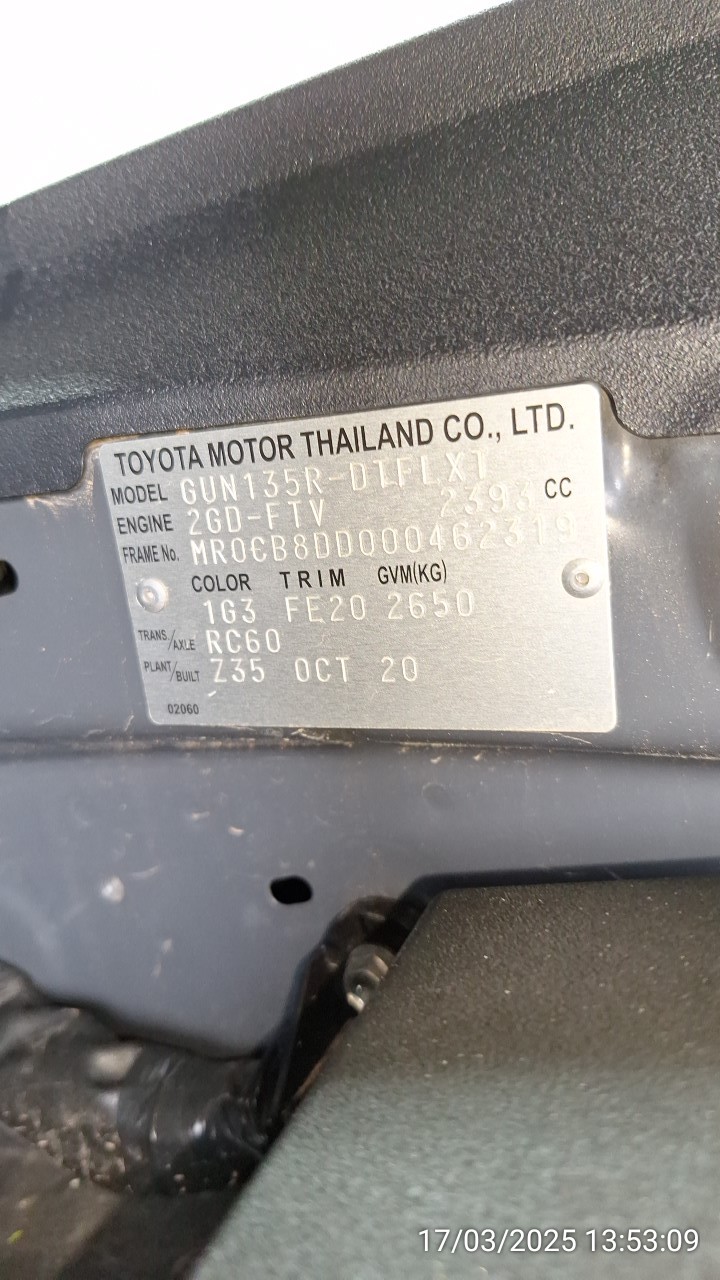 TOYOTA MOTOR THAILAND CO., LTD.
MODEL GUN135R-DTFLXT
ENGINE 2GD-FTV 2393 CC
FRAME No. MR0CB8DD000462319
COLOR TRIM GVM(KG)
1G3 FE20 2650
TRANS/AXLE RC60
PLANT/BUILT Z35 OCT 20
02060
17/03/2025 13:53:09